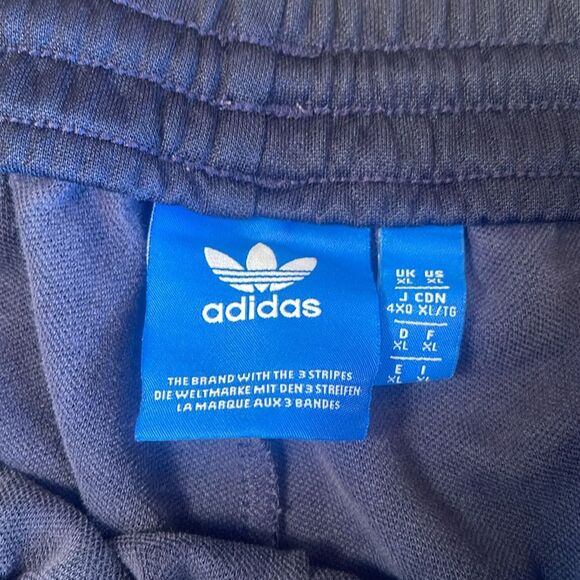 adidas
THE BRAND WITH THE 3 STRIPES
DIE WELTMARKE MIT DEN 3 STREIFEN
LA MARQUE AUX 3 BANDES
UK US
XL XL
J CDN
4XO XL/TG
D F
XL XL
E I
XL XL